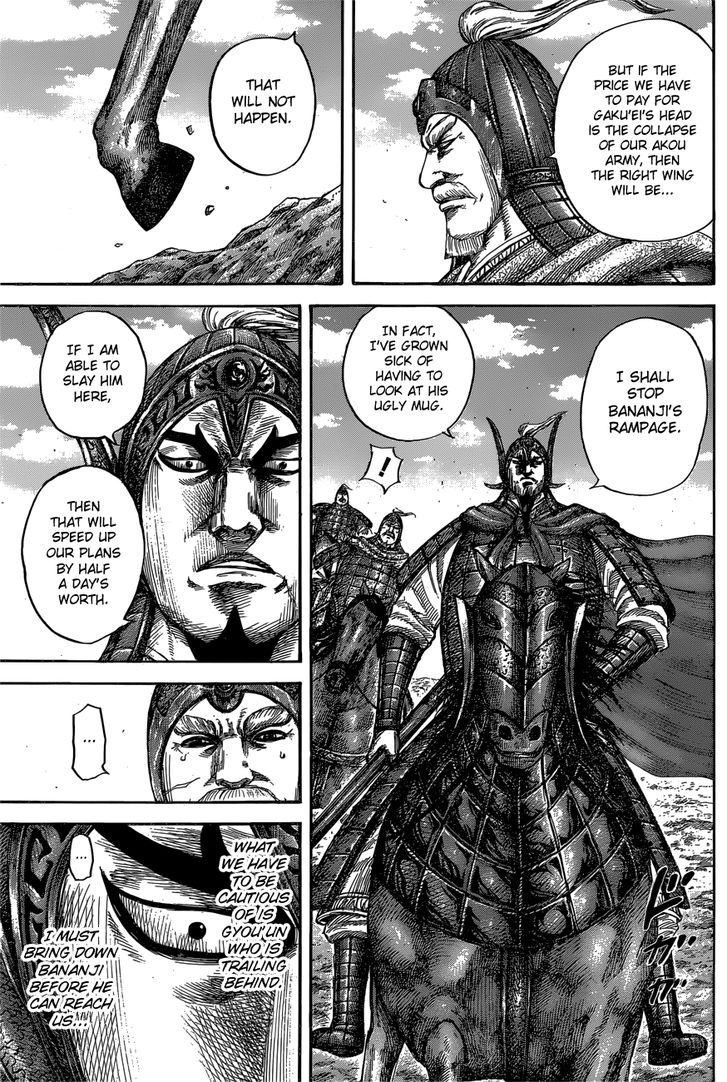 BUT IF THE
PRICE WE HAVE
TO PAY FOR
GAKU'EI'S HEAD
IS THE COLLAPSE
OF OUR AKOU
ARMY, THEN
THE RIGHT WING
WILL BE...
THAT
WILL NOT
HAPPEN.
I SHALL
STOP
BANANJI'S
RAMPAGE.
IN FACT,
I'VE GROWN
SICK OF
HAVING TO
LOOK AT HIS
UGLY MUG.
!
ドガガ
IF I AM
ABLE TO
SLAY HIM
HERE,
THEN
THAT WILL
SPEED UP
OUR PLANS
BY HALF
A DAY'S
WORTH.
...
WHAT
WE HAVE
TO BE
CAUTIOUS
OF IS
GYOU'UN
WHO IS
TRAILING
BEHIND.
...
I MUST
BRING DOWN
BANANJI
BEFORE HE
CAN REACH
US...